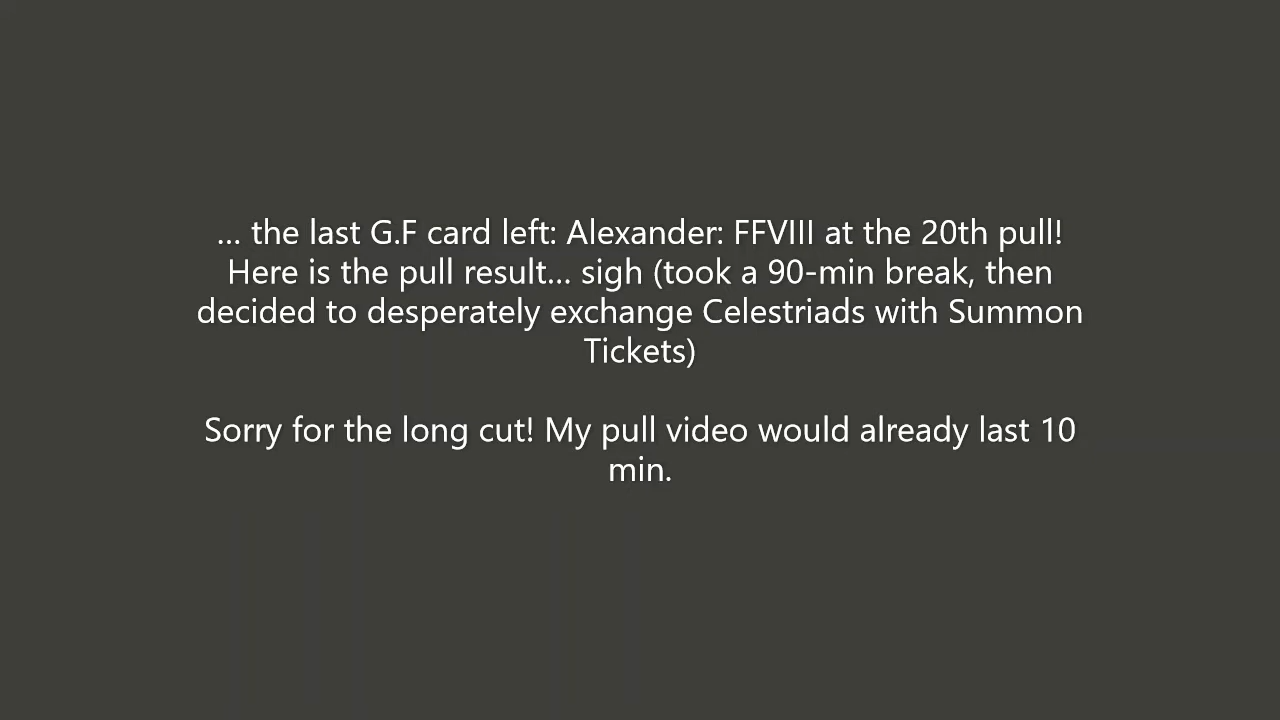 ... the last G.F card left: Alexander: FFVIII at the 20th pull!
Here is the pull result... sigh (took a 90-min break, then
decided to desperately exchange Celestriads with Summon
Tickets)
Sorry for the long cut! My pull video would already last 10
min.